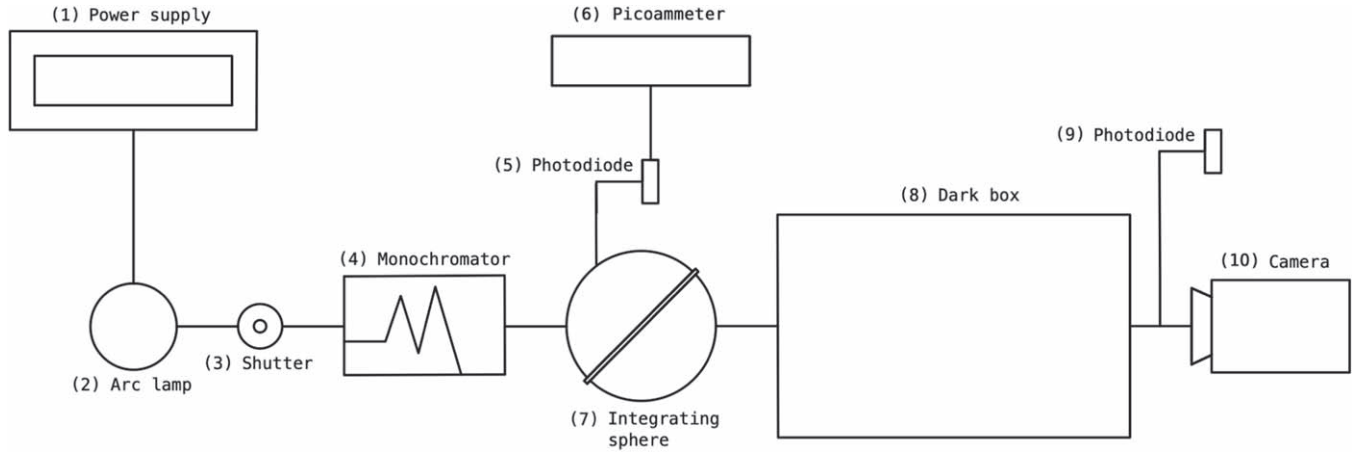 (1) Power supply
(6) Picoammeter
(9) Photodiode
(5) Photodiode
(8) Dark box
(4) Monochromator
(10) Camera
(3) Shutter
(2) Arc lamp
(7) Integrating
sphere